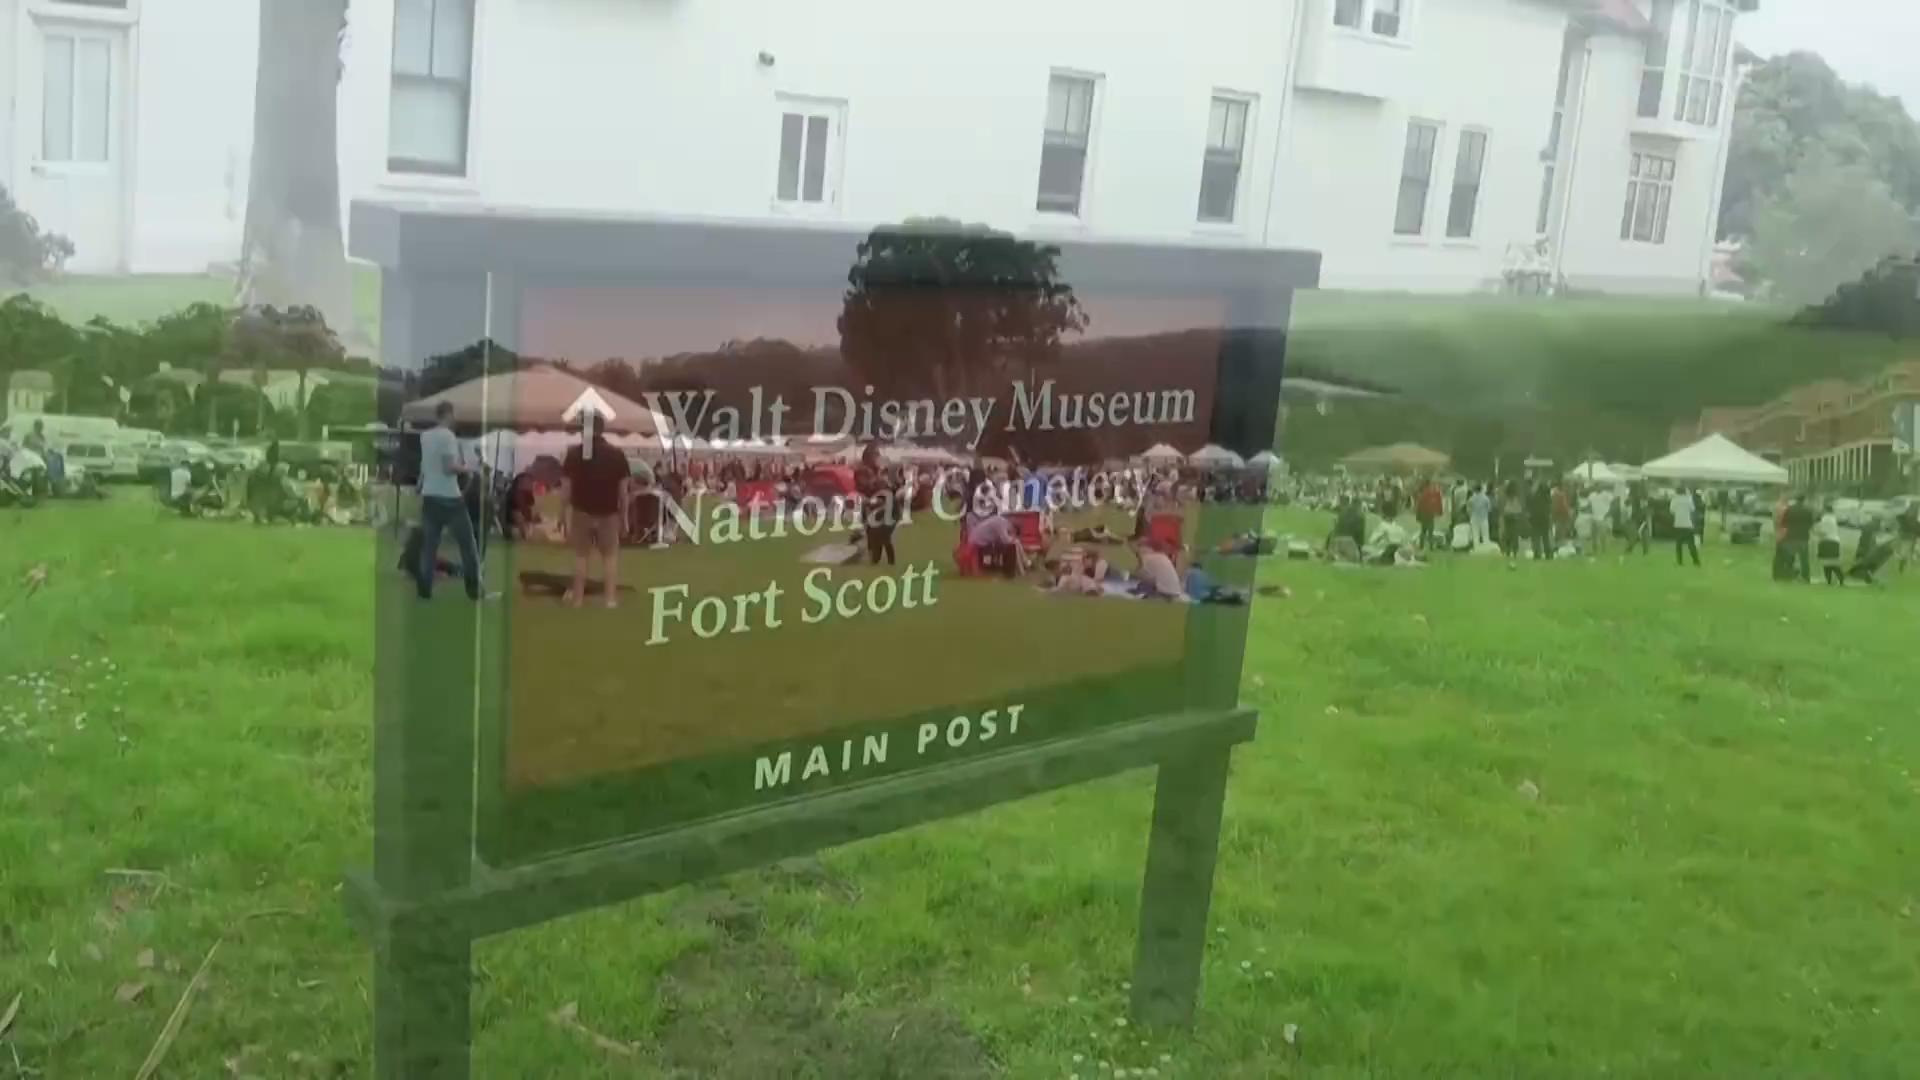 ↑ Walt Disney Museum
National Cemetery
Fort Scott
MAIN POST